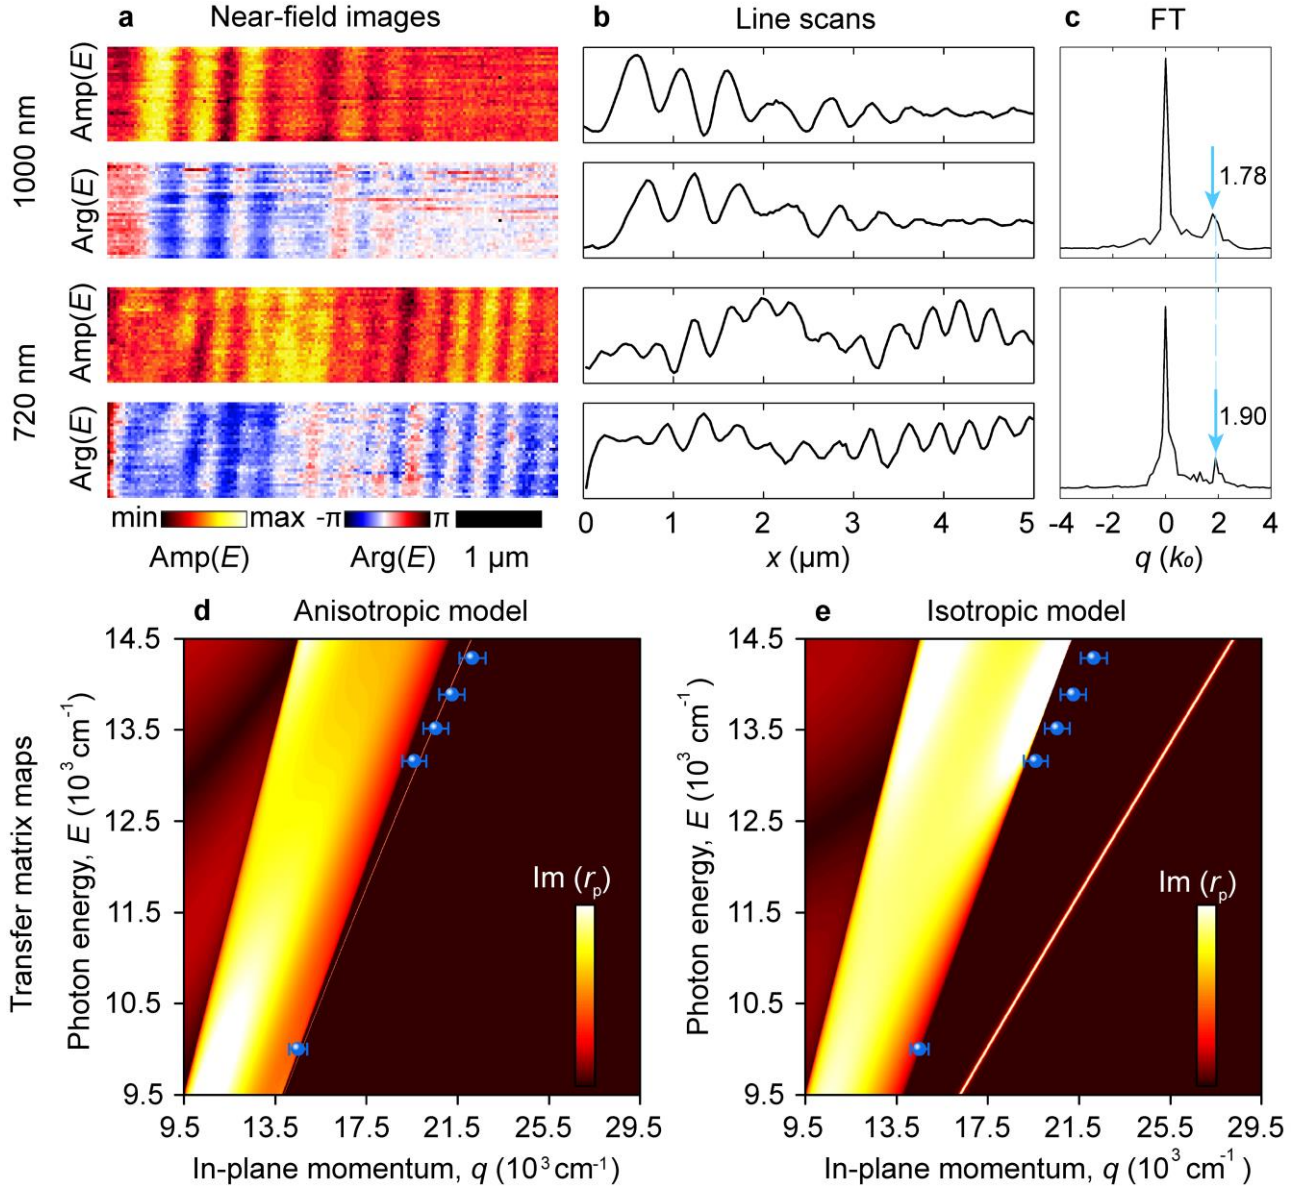 a Near-field images
b Line scans
c FT
1000 nm
Amp(E)
Arg(E)
1.78
720 nm
Amp(E)
Arg(E)
1.90
min max -π π
Amp(E) Arg(E) 1 μm
0 1 2 3 4 5
x (μm)
-4 -2 0 2 4
q (k₀)
Transfer matrix maps
d Anisotropic model
Photon energy, E (10³ cm⁻¹)
14.5
13.5
12.5
11.5
10.5
9.5
Im (rₚ)
9.5 13.5 17.5 21.5 25.5 29.5
In-plane momentum, q (10³ cm⁻¹)
e Isotropic model
Photon energy, E (10³ cm⁻¹)
14.5
13.5
12.5
11.5
10.5
9.5
Im (rₚ)
9.5 13.5 17.5 21.5 25.5 29.5
In-plane momentum, q (10³ cm⁻¹)